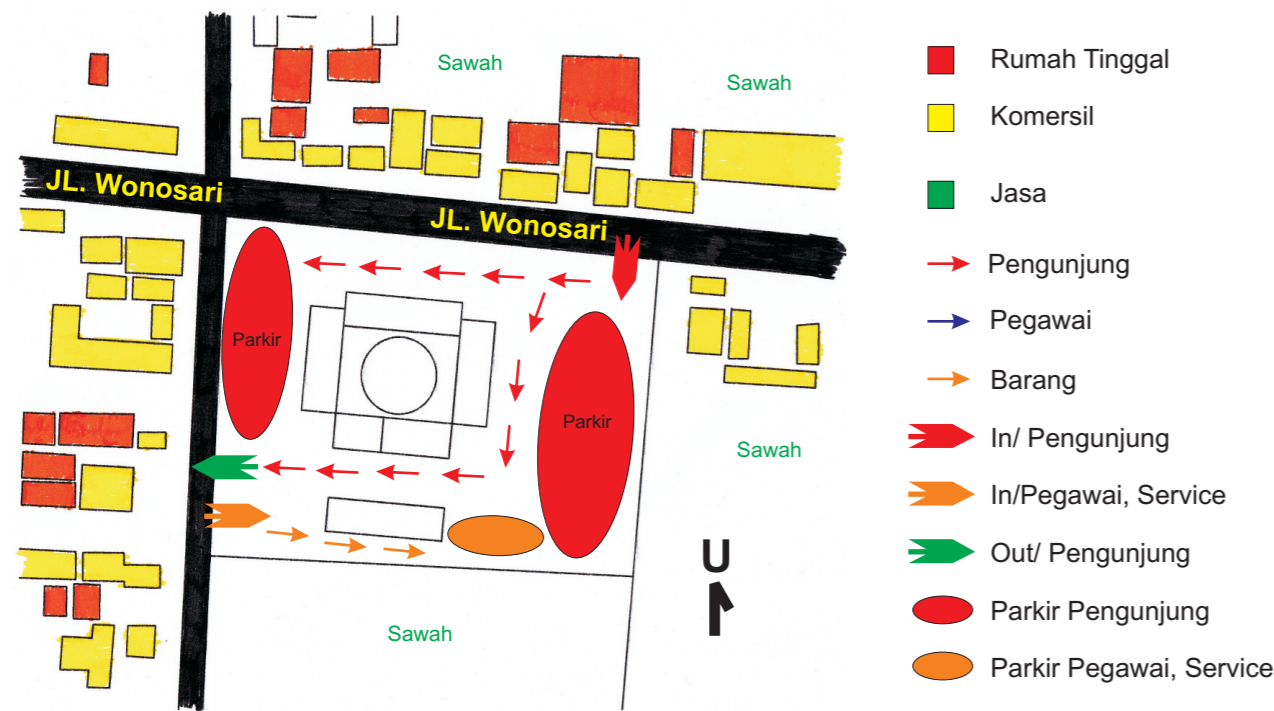 Sawah
Sawah
JL. Wonosari
JL. Wonosari
Parkir
Parkir
Sawah
Sawah
U
Rumah Tinggal
Komersil
Jasa
Pengunjung
Pegawai
Barang
In/ Pengunjung
In/Pegawai, Service
Out/ Pengunjung
Parkir Pengunjung
Parkir Pegawai, Service